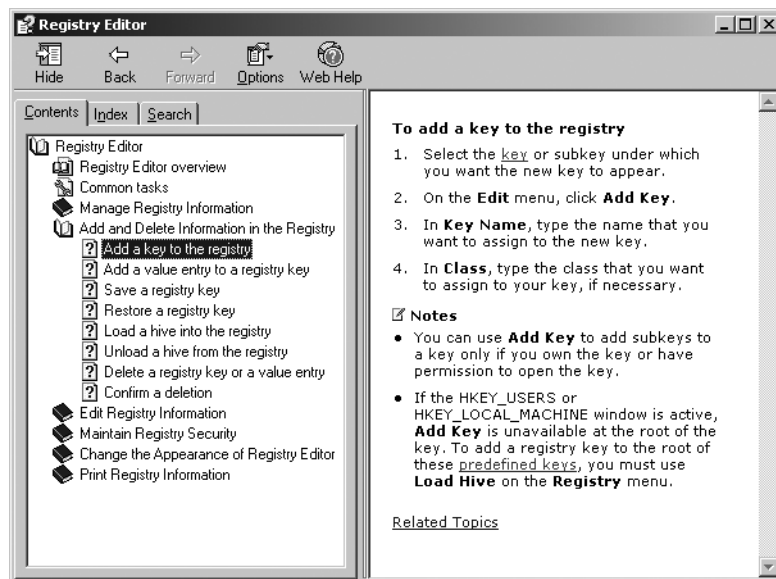 Registry Editor
Hide Back Forward Options Web Help
Contents Index Search
Registry Editor
Registry Editor overview
Common tasks
Manage Registry Information
Add and Delete Information in the Registry
Add a key to the registry
Add a value entry to a registry key
Save a registry key
Restore a registry key
Load a hive into the registry
Unload a hive from the registry
Delete a registry key or a value entry
Confirm a deletion
Edit Registry Information
Maintain Registry Security
Change the Appearance of Registry Editor
Print Registry Information
To add a key to the registry
1. Select the key or subkey under which
you want the new key to appear.
2. On the Edit menu, click Add Key.
3. In Key Name, type the name that you
want to assign to the new key.
4. In Class, type the class that you want
to assign to your key, if necessary.
Notes
• You can use Add Key to add subkeys to
a key only if you own the key or have
permission to open the key.
• If the HKEY_USERS or
HKEY_LOCAL_MACHINE window is active,
Add Key is unavailable at the root of the
key. To add a registry key to the root of
these predefined keys, you must use
Load Hive on the Registry menu.
Related Topics